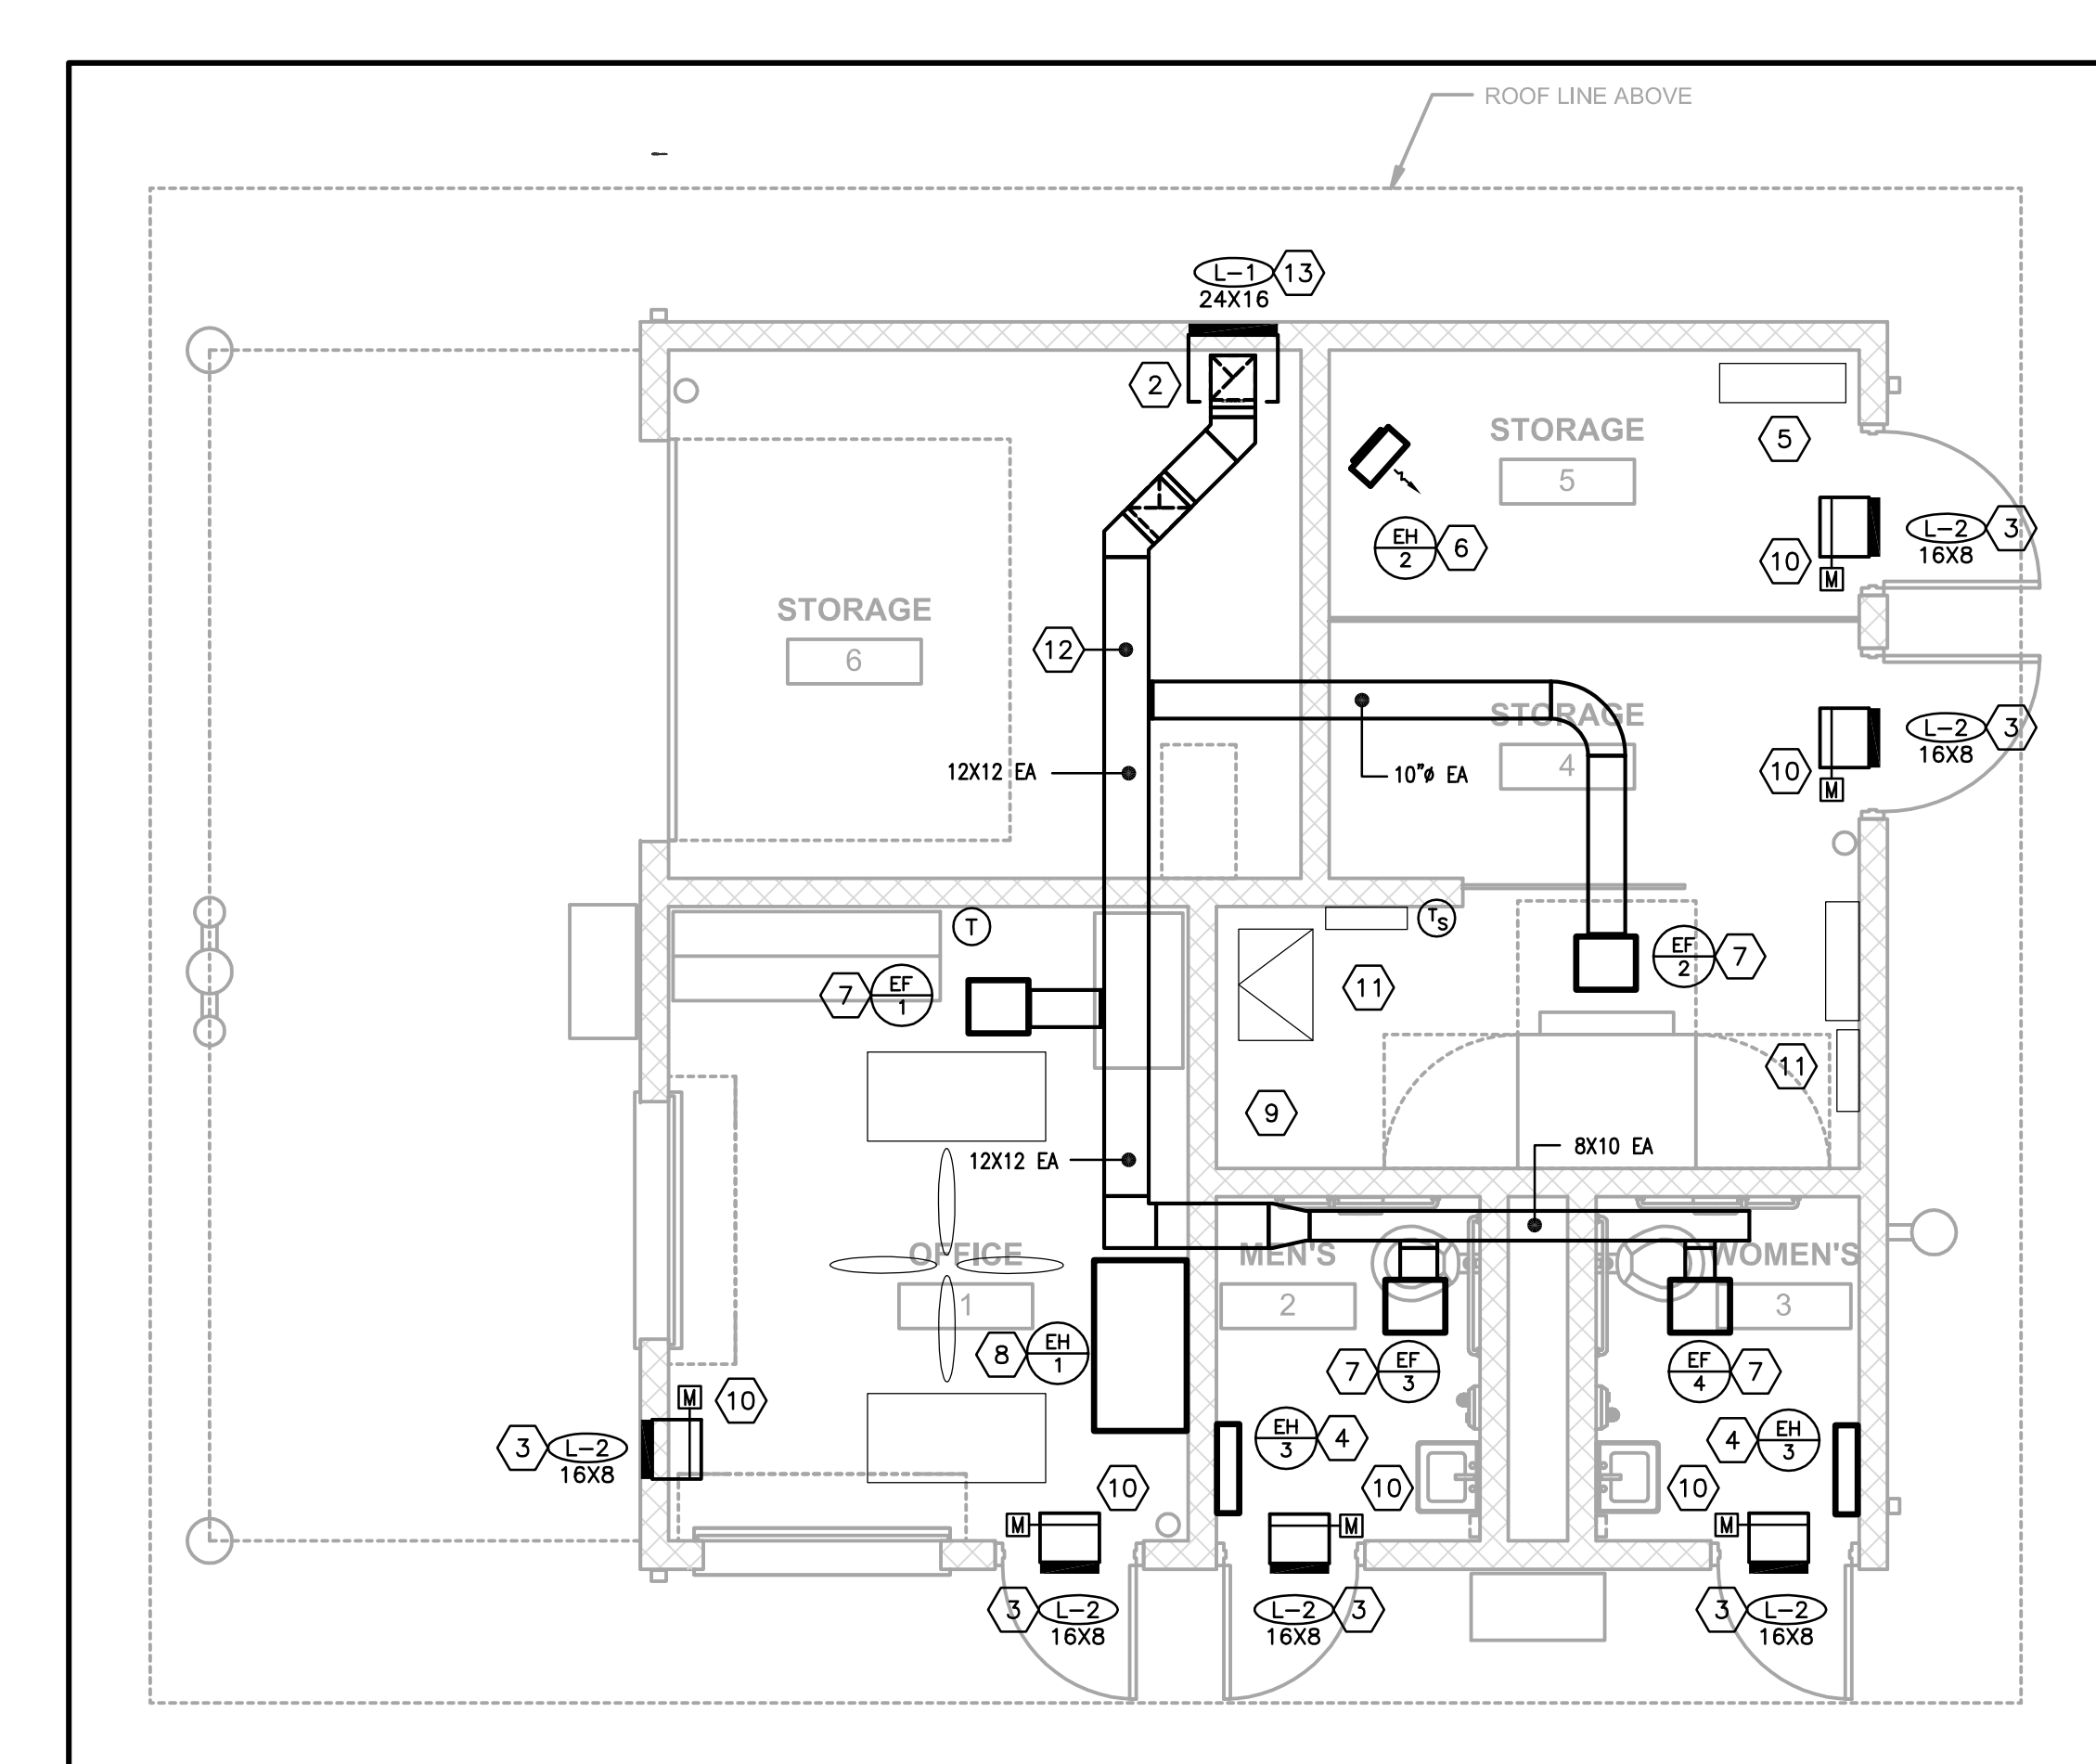 ROOF LINE ABOVE
L-1 13
24X16
2
STORAGE
5
5
L-2 3
16X8
10
M
EH
2
6
STORAGE
6
12
STORAGE
4
L-2 3
16X8
10
M
12X12 EA
10"ø EA
T
TS
7
EF
1
EF
2
7
11
11
9
12X12 EA
8X10 EA
OFFICE
1
MEN'S
2
WOMEN'S
3
8
EH
1
7
EF
3
EF
4
7
M
10
3 L-2
16X8
EH
3
4
4
EH
3
10
10
10
M
M
M
3 L-2
16X8
L-2 3
16X8
3 L-2
16X8